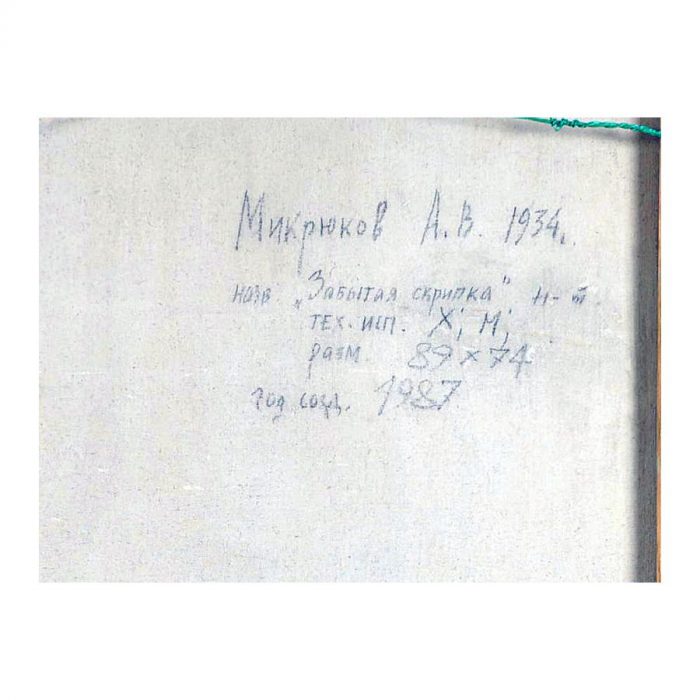 Микрюков А.В. 1934.
назв. „Забытая скрипка" н-т.
тех. исп. Х; М;
разм. 89×74
год созд. 1987